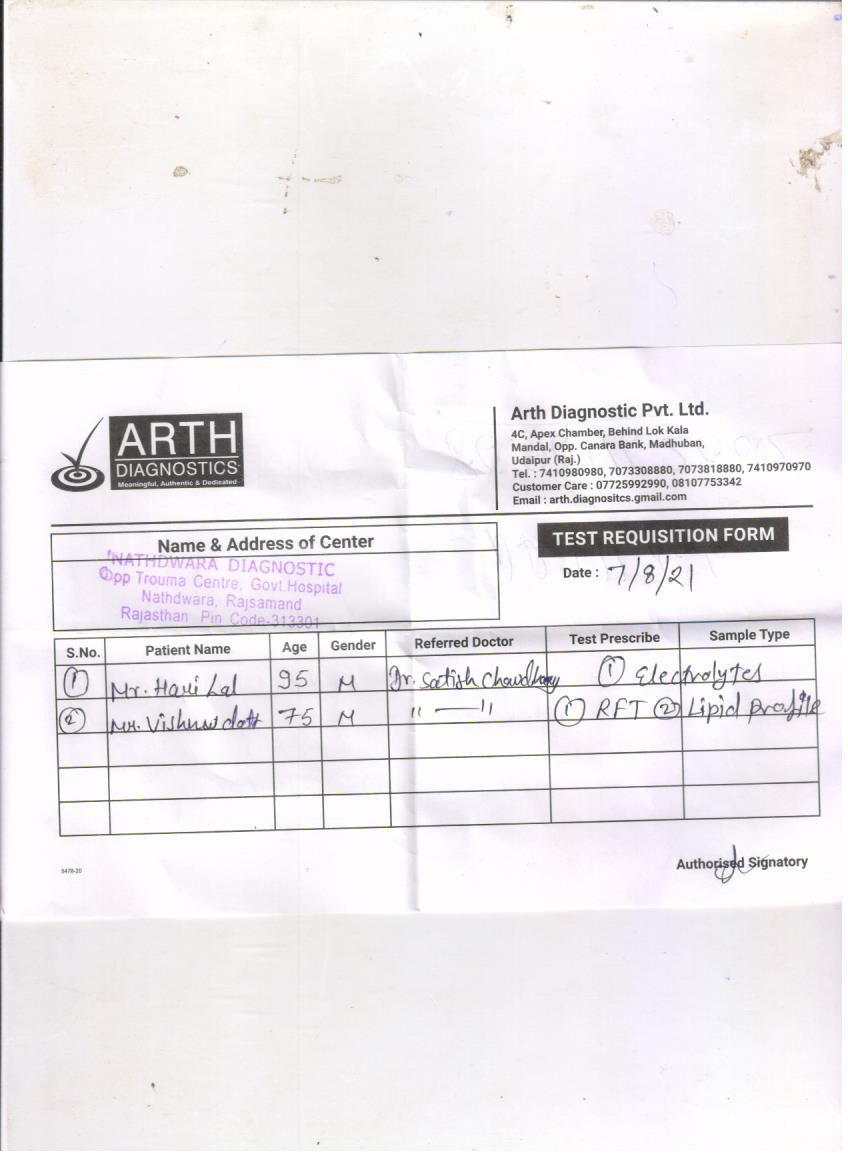 ARTH
DIAGNOSTICS
Meaningful, Authentic & Dedicated
Arth Diagnostic Pvt. Ltd.
4C, Apex Chamber, Behind Lok Kala
Mandal, Opp. Canara Bank, Madhuban,
Udaipur (Raj.)
Tel. : 7410980980, 7073308880, 7073818880, 7410970970
Customer Care : 07725992990, 08107753342
Email : arth.diagnositcs.gmail.com
Name & Address of Center
NATHDWARA DIAGNOSTIC
Opp Trouma Centre, Govt.Hospital
Nathdwara, Rajsamand
Rajasthan Pin Code-313301
TEST REQUISITION FORM
Date : 7/8/21
S.No. Patient Name Age Gender Referred Doctor Test Prescribe Sample Type
① Mr. Hari Lal 95 M Dr. Satish Chowdhary ① Electrolytes
② Mr. Vishnu datt 75 M " — " ① RFT ② Lipid profile
Authorised Signatory
5478-20